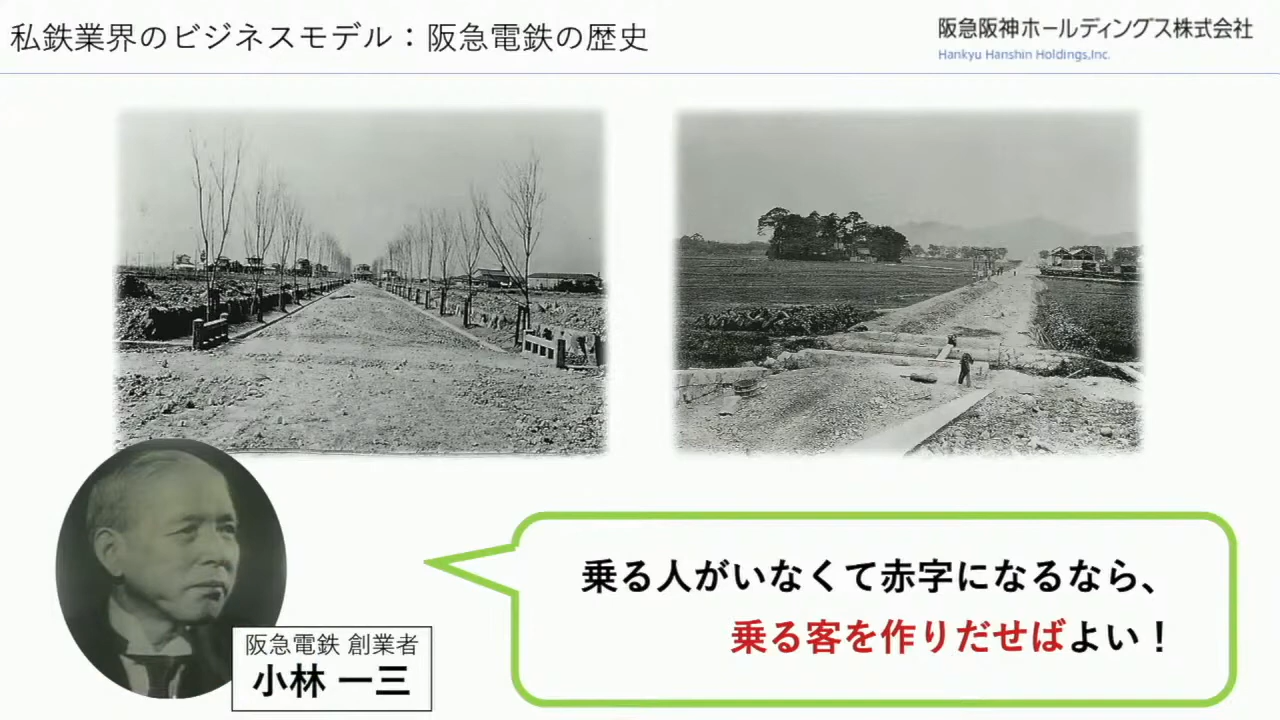 私鉄業界のビジネスモデル：阪急電鉄の歴史
阪急阪神ホールディングス株式会社
Hankyu Hanshin Holdings,Inc.
乗る人がいなくて赤字になるなら、
乗る客を作りだせばよい！
阪急電鉄 創業者
小林 一三